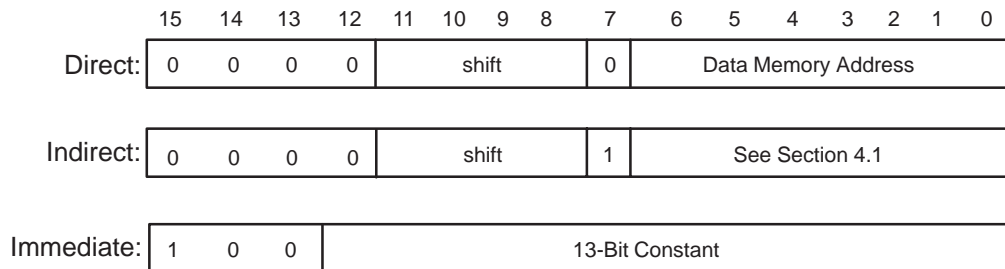 15 14 13 12 11 10 9 8 7 6 5 4 3 2 1 0
Direct: 0 0 0 0 shift 0 Data Memory Address
Indirect: 0 0 0 0 shift 1 See Section 4.1
Immediate: 1 0 0 13-Bit Constant